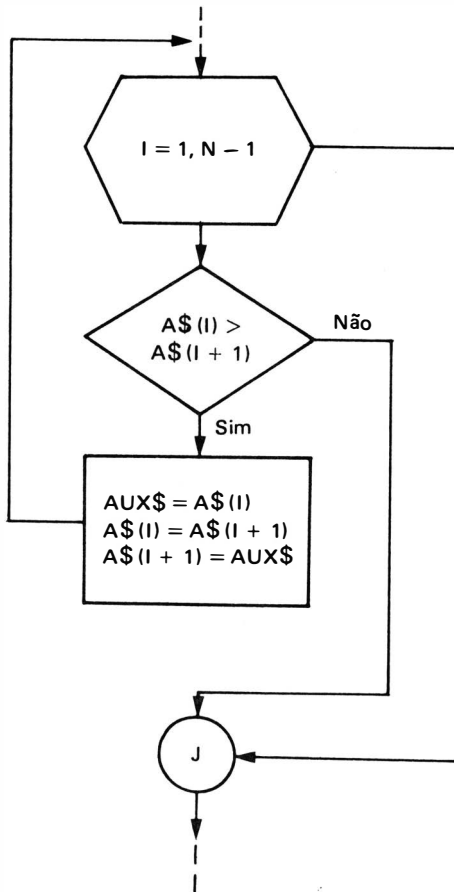 I = 1, N – 1
A$(I) >
A$(I + 1)
Não
Sim
AUX$ = A$(I)
A$(I) = A$(I + 1)
A$(I + 1) = AUX$
J